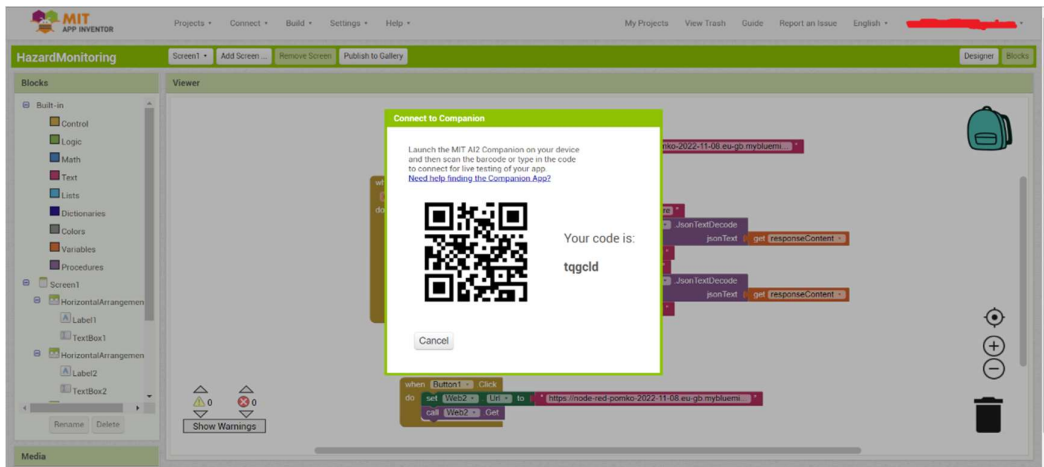 MIT
APP INVENTOR
Projects Connect Build Settings Help My Projects View Trash Guide Report an Issue English
HazardMonitoring Screen1 Add Screen ... Remove Screen Publish to Gallery Designer Blocks
Blocks Viewer
Built-in
Control
Logic
Math
Text
Lists
Dictionaries
Colors
Variables
Procedures
Screen1
HorizontalArrangemen
Label1
TextBox1
HorizontalArrangemen
Label2
TextBox2
Rename Delete
Media
0 0
Show Warnings
Connect to Companion
Launch the MIT AI2 Companion on your device
and then scan the barcode or type in the code
to connect for live testing of your app.
Need help finding the Companion App?
Your code is:
tqgcld
Cancel
mko-2022-11-08.eu-gb.mybluemi...
do
JsonTextDecode
jsonText get responseContent
JsonTextDecode
jsonText get responseContent
when Button1 Click
do set Web2 Url to https://node-red-pomko-2022-11-08.eu-gb.mybluemi...
call Web2 Get